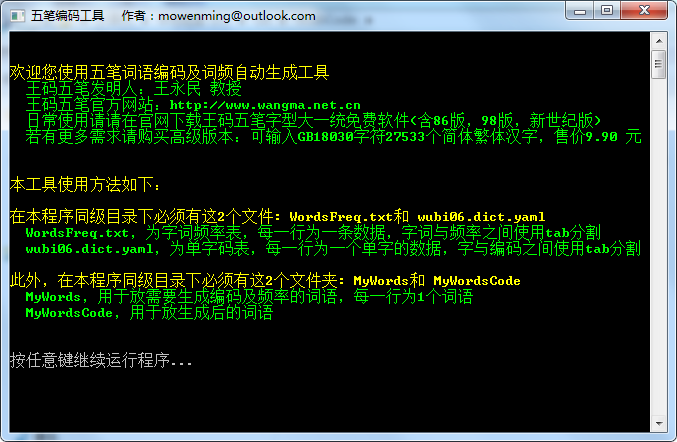 五笔编码工具 作者：mowenming@outlook.com
欢迎您使用五笔词语编码及词频自动生成工具
王码五笔发明人：王永民 教授
王码五笔官方网站：http://www.wangma.net.cn
日常使用请请在官网下载王码五笔字型大一统免费软件(含86版，98版，新世纪版)
若有更多需求请购买高级版本：可输入GB18030字符27533个简体繁体汉字，售价9.90 元
本工具使用方法如下：
在本程序同级目录下必须有这2个文件：WordsFreq.txt和 wubi06.dict.yaml
WordsFreq.txt，为字词频率表，每一行为一条数据，字词与频率之间使用tab分割
wubi06.dict.yaml，为单字码表，每一行为一个单字的数据，字与编码之间使用tab分割
此外，在本程序同级目录下必须有这2个文件夹：MyWords和 MyWordsCode
MyWords，用于放需要生成编码及频率的词语，每一行为1个词语
MyWordsCode，用于放生成后的词语
按任意键继续运行程序...